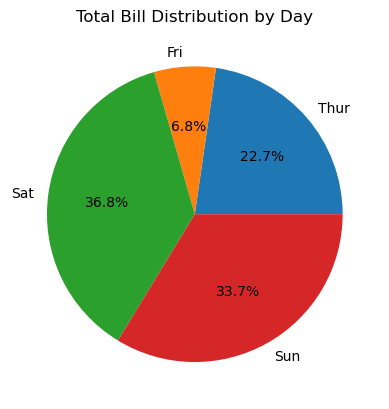 Total Bill Distribution by Day
Fri
Thur
6.8%
22.7%
Sat
36.8%
33.7%
Sun